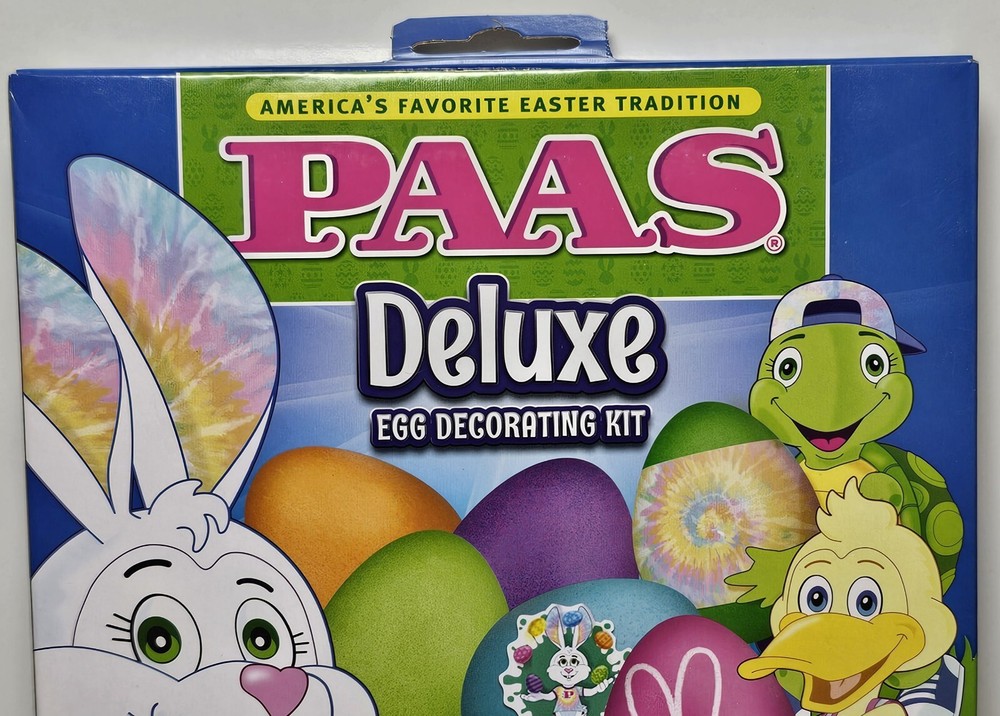 AMERICA'S FAVORITE EASTER TRADITION
PAAS®
Deluxe
EGG DECORATING KIT
P